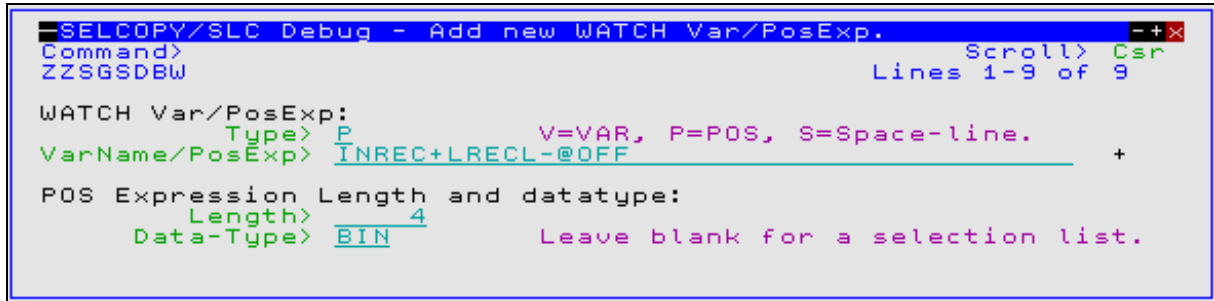 SELCOPY/SLC Debug - Add new WATCH Var/PosExp. -+x
Command> Scroll> Csr
ZZSGSDBW Lines 1-9 of 9
WATCH Var/PosExp:
Type> P V=VAR, P=POS, S=Space-line.
VarName/PosExp> INREC+LRECL-@OFF +
POS Expression Length and datatype:
Length> 4
Data-Type> BIN Leave blank for a selection list.